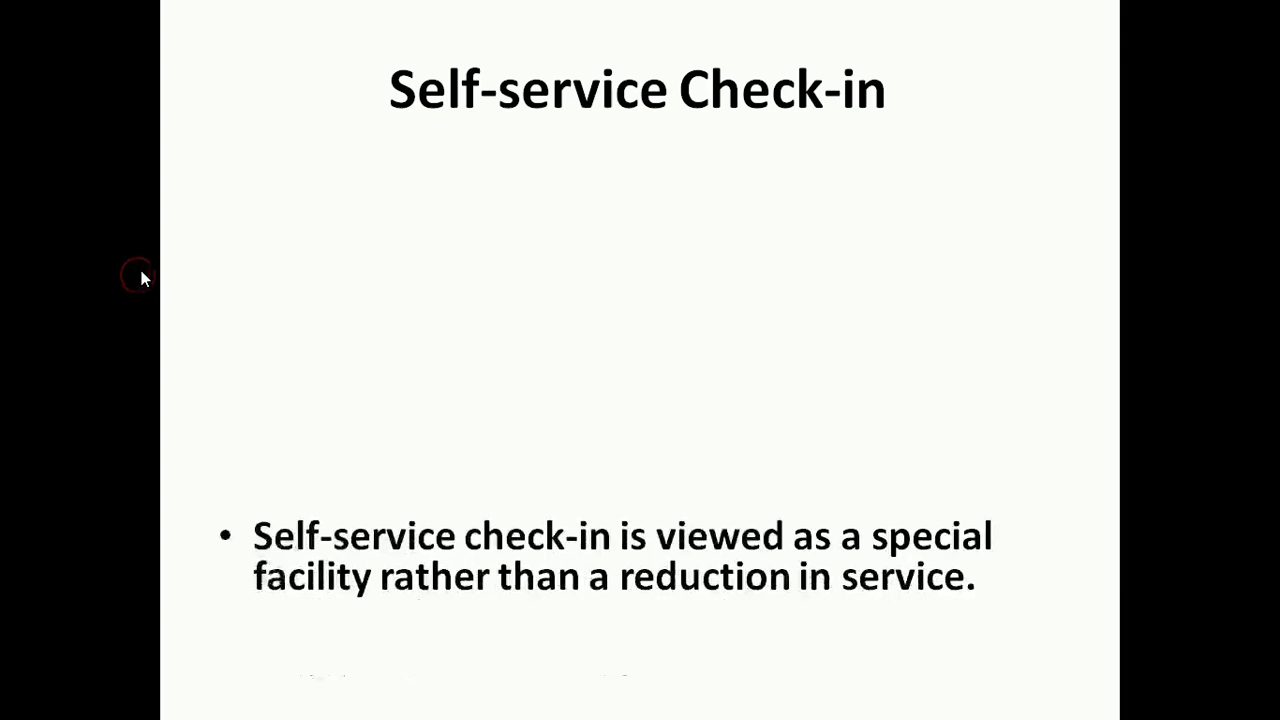 Self-service Check-in
• Self-service check-in is viewed as a special
facility rather than a reduction in service.